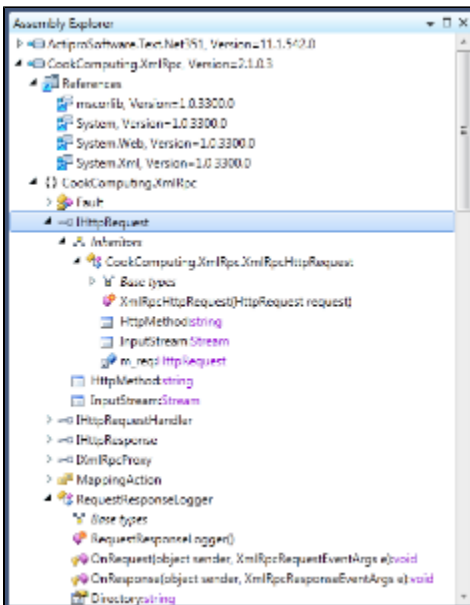 Assembly Explorer
ActiproSoftware.Text.Net351, Version=11.1.542.0
CookComputing.XmlRpc, Version=2.1.0.3
References
mscorlib, Version=1.0.3300.0
System, Version=1.0.3300.0
System.Web, Version=1.0.3300.0
System.Xml, Version=1.0.3300.0
{} CookComputing.XmlRpc
Fault
IHttpRequest
Inheritors
CookComputing.XmlRpc.XmlRpcHttpRequest
Base types
XmlRpcHttpRequest(HttpRequest request)
HttpMethod:string
InputStream:Stream
m_req:HttpRequest
HttpMethod:string
InputStream:Stream
IHttpRequestHandler
IHttpResponse
IXmlRpcProxy
MappingAction
RequestResponseLogger
Base types
RequestResponseLogger()
OnRequest(object sender, XmlRpcRequestEventArgs e):void
OnResponse(object sender, XmlRpcResponseEventArgs e):void
Directory:string